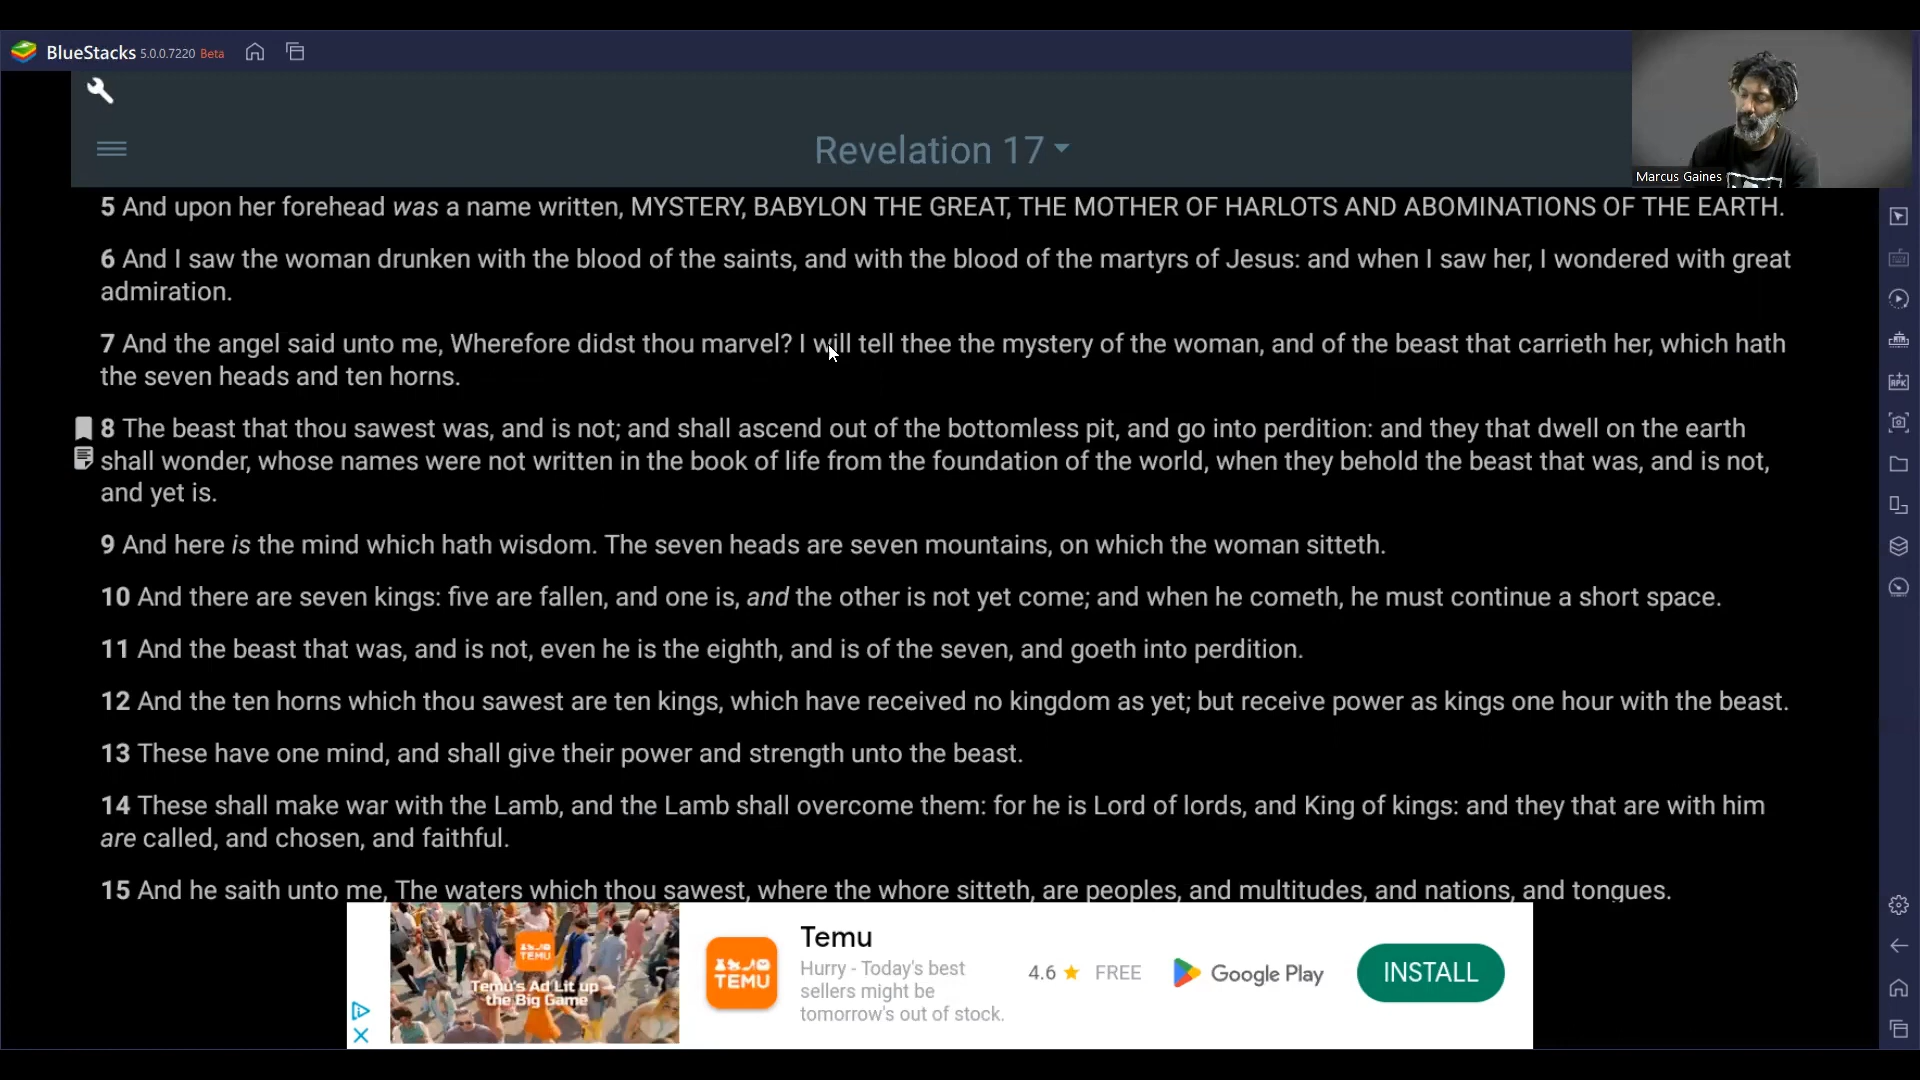 BlueStacks 5.0.0.7220 Beta
Marcus Gaines
Revelation 17
5 And upon her forehead was a name written, MYSTERY, BABYLON THE GREAT, THE MOTHER OF HARLOTS AND ABOMINATIONS OF THE EARTH.
6 And I saw the woman drunken with the blood of the saints, and with the blood of the martyrs of Jesus: and when I saw her, I wondered with great
admiration.
7 And the angel said unto me, Wherefore didst thou marvel? I will tell thee the mystery of the woman, and of the beast that carrieth her, which hath
the seven heads and ten horns.
8 The beast that thou sawest was, and is not; and shall ascend out of the bottomless pit, and go into perdition: and they that dwell on the earth
shall wonder, whose names were not written in the book of life from the foundation of the world, when they behold the beast that was, and is not,
and yet is.
9 And here is the mind which hath wisdom. The seven heads are seven mountains, on which the woman sitteth.
10 And there are seven kings: five are fallen, and one is, and the other is not yet come; and when he cometh, he must continue a short space.
11 And the beast that was, and is not, even he is the eighth, and is of the seven, and goeth into perdition.
12 And the ten horns which thou sawest are ten kings, which have received no kingdom as yet; but receive power as kings one hour with the beast.
13 These have one mind, and shall give their power and strength unto the beast.
14 These shall make war with the Lamb, and the Lamb shall overcome them: for he is Lord of lords, and King of kings: and they that are with him
are called, and chosen, and faithful.
15 And he saith unto me, The waters which thou sawest, where the whore sitteth, are peoples, and multitudes, and nations, and tongues.
TEMU
Temu's Ad Lit up
the Big Game
TEMU
Temu
Hurry - Today's best
sellers might be
tomorrow's out of stock.
4.6 FREE
Google Play
INSTALL